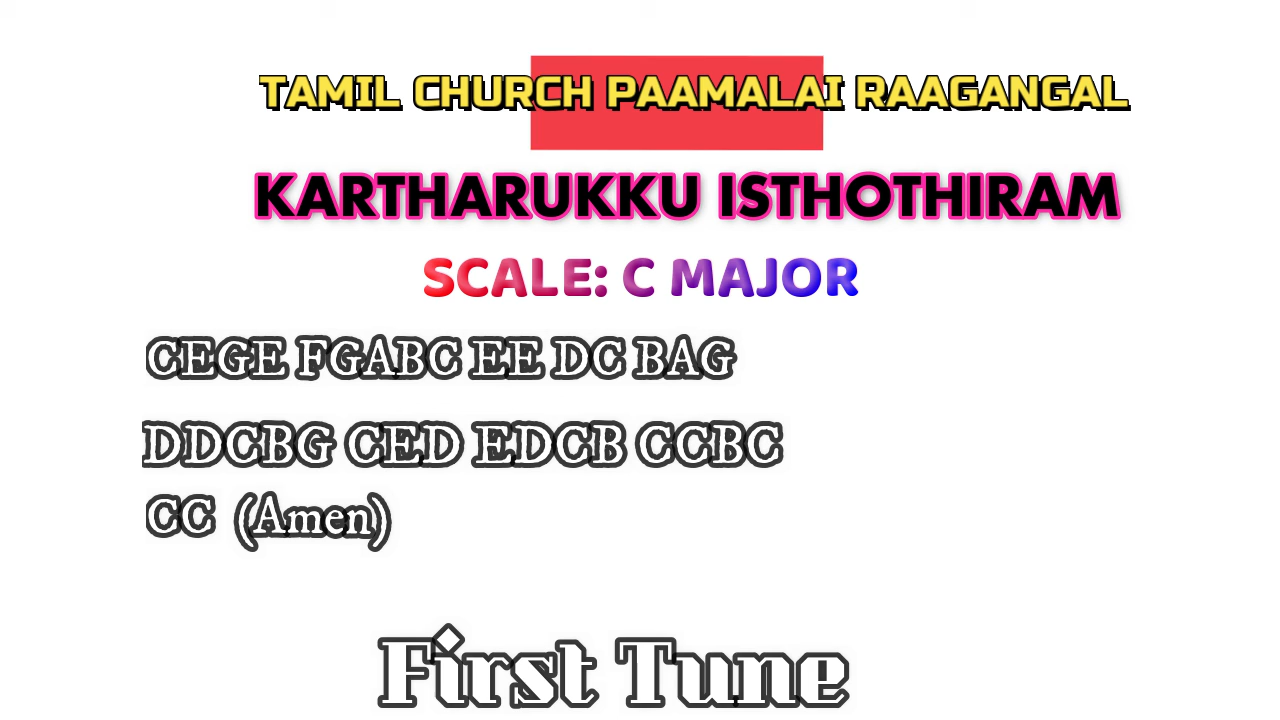 TAMIL CHURCH PAAMALAI RAAGANGAL
KARTHARUKKU ISTHOTHIRAM
SCALE: C MAJOR
CEGE FGABC EE DC BAG
DDCBG CED EDCB CCBC
CC (Amen)
First Tune